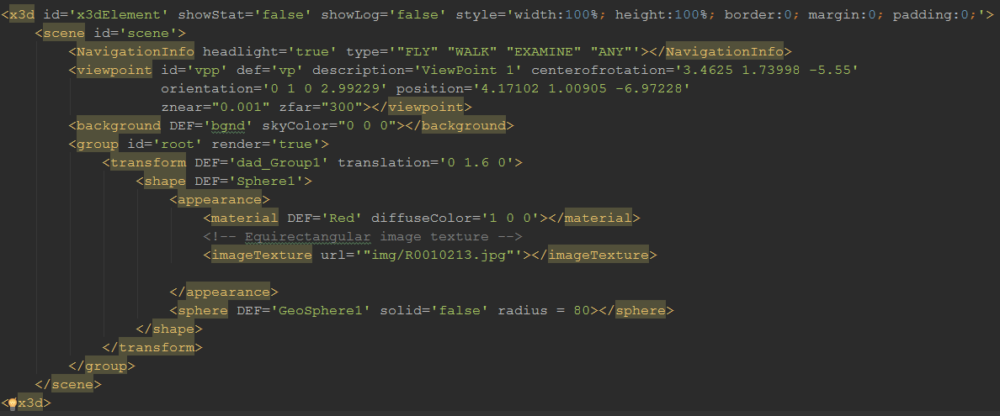 <x3d id='x3dElement' showStat='false' showLog='false' style='width:100%; height:100%; border:0; margin:0; padding:0;'>
<scene id='scene'>
<NavigationInfo headlight='true' type='"FLY" "WALK" "EXAMINE" "ANY"'></NavigationInfo>
<viewpoint id='vpp' def='vp' description='ViewPoint 1' centerofrotation='3.4625 1.73998 -5.55'
orientation='0 1 0 2.99229' position='4.17102 1.00905 -6.97228'
znear="0.001" zfar="300"></viewpoint>
<background DEF='bgnd' skyColor="0 0 0"></background>
<group id='root' render='true'>
<transform DEF='dad_Group1' translation='0 1.6 0'>
<shape DEF='Sphere1'>
<appearance>
<material DEF='Red' diffuseColor='1 0 0'></material>
<!-- Equirectangular image texture -->
<imageTexture url='"img/R0010213.jpg"'></imageTexture>
</appearance>
<sphere DEF='GeoSphere1' solid='false' radius = 80></sphere>
</shape>
</transform>
</group>
</scene>
<x3d>